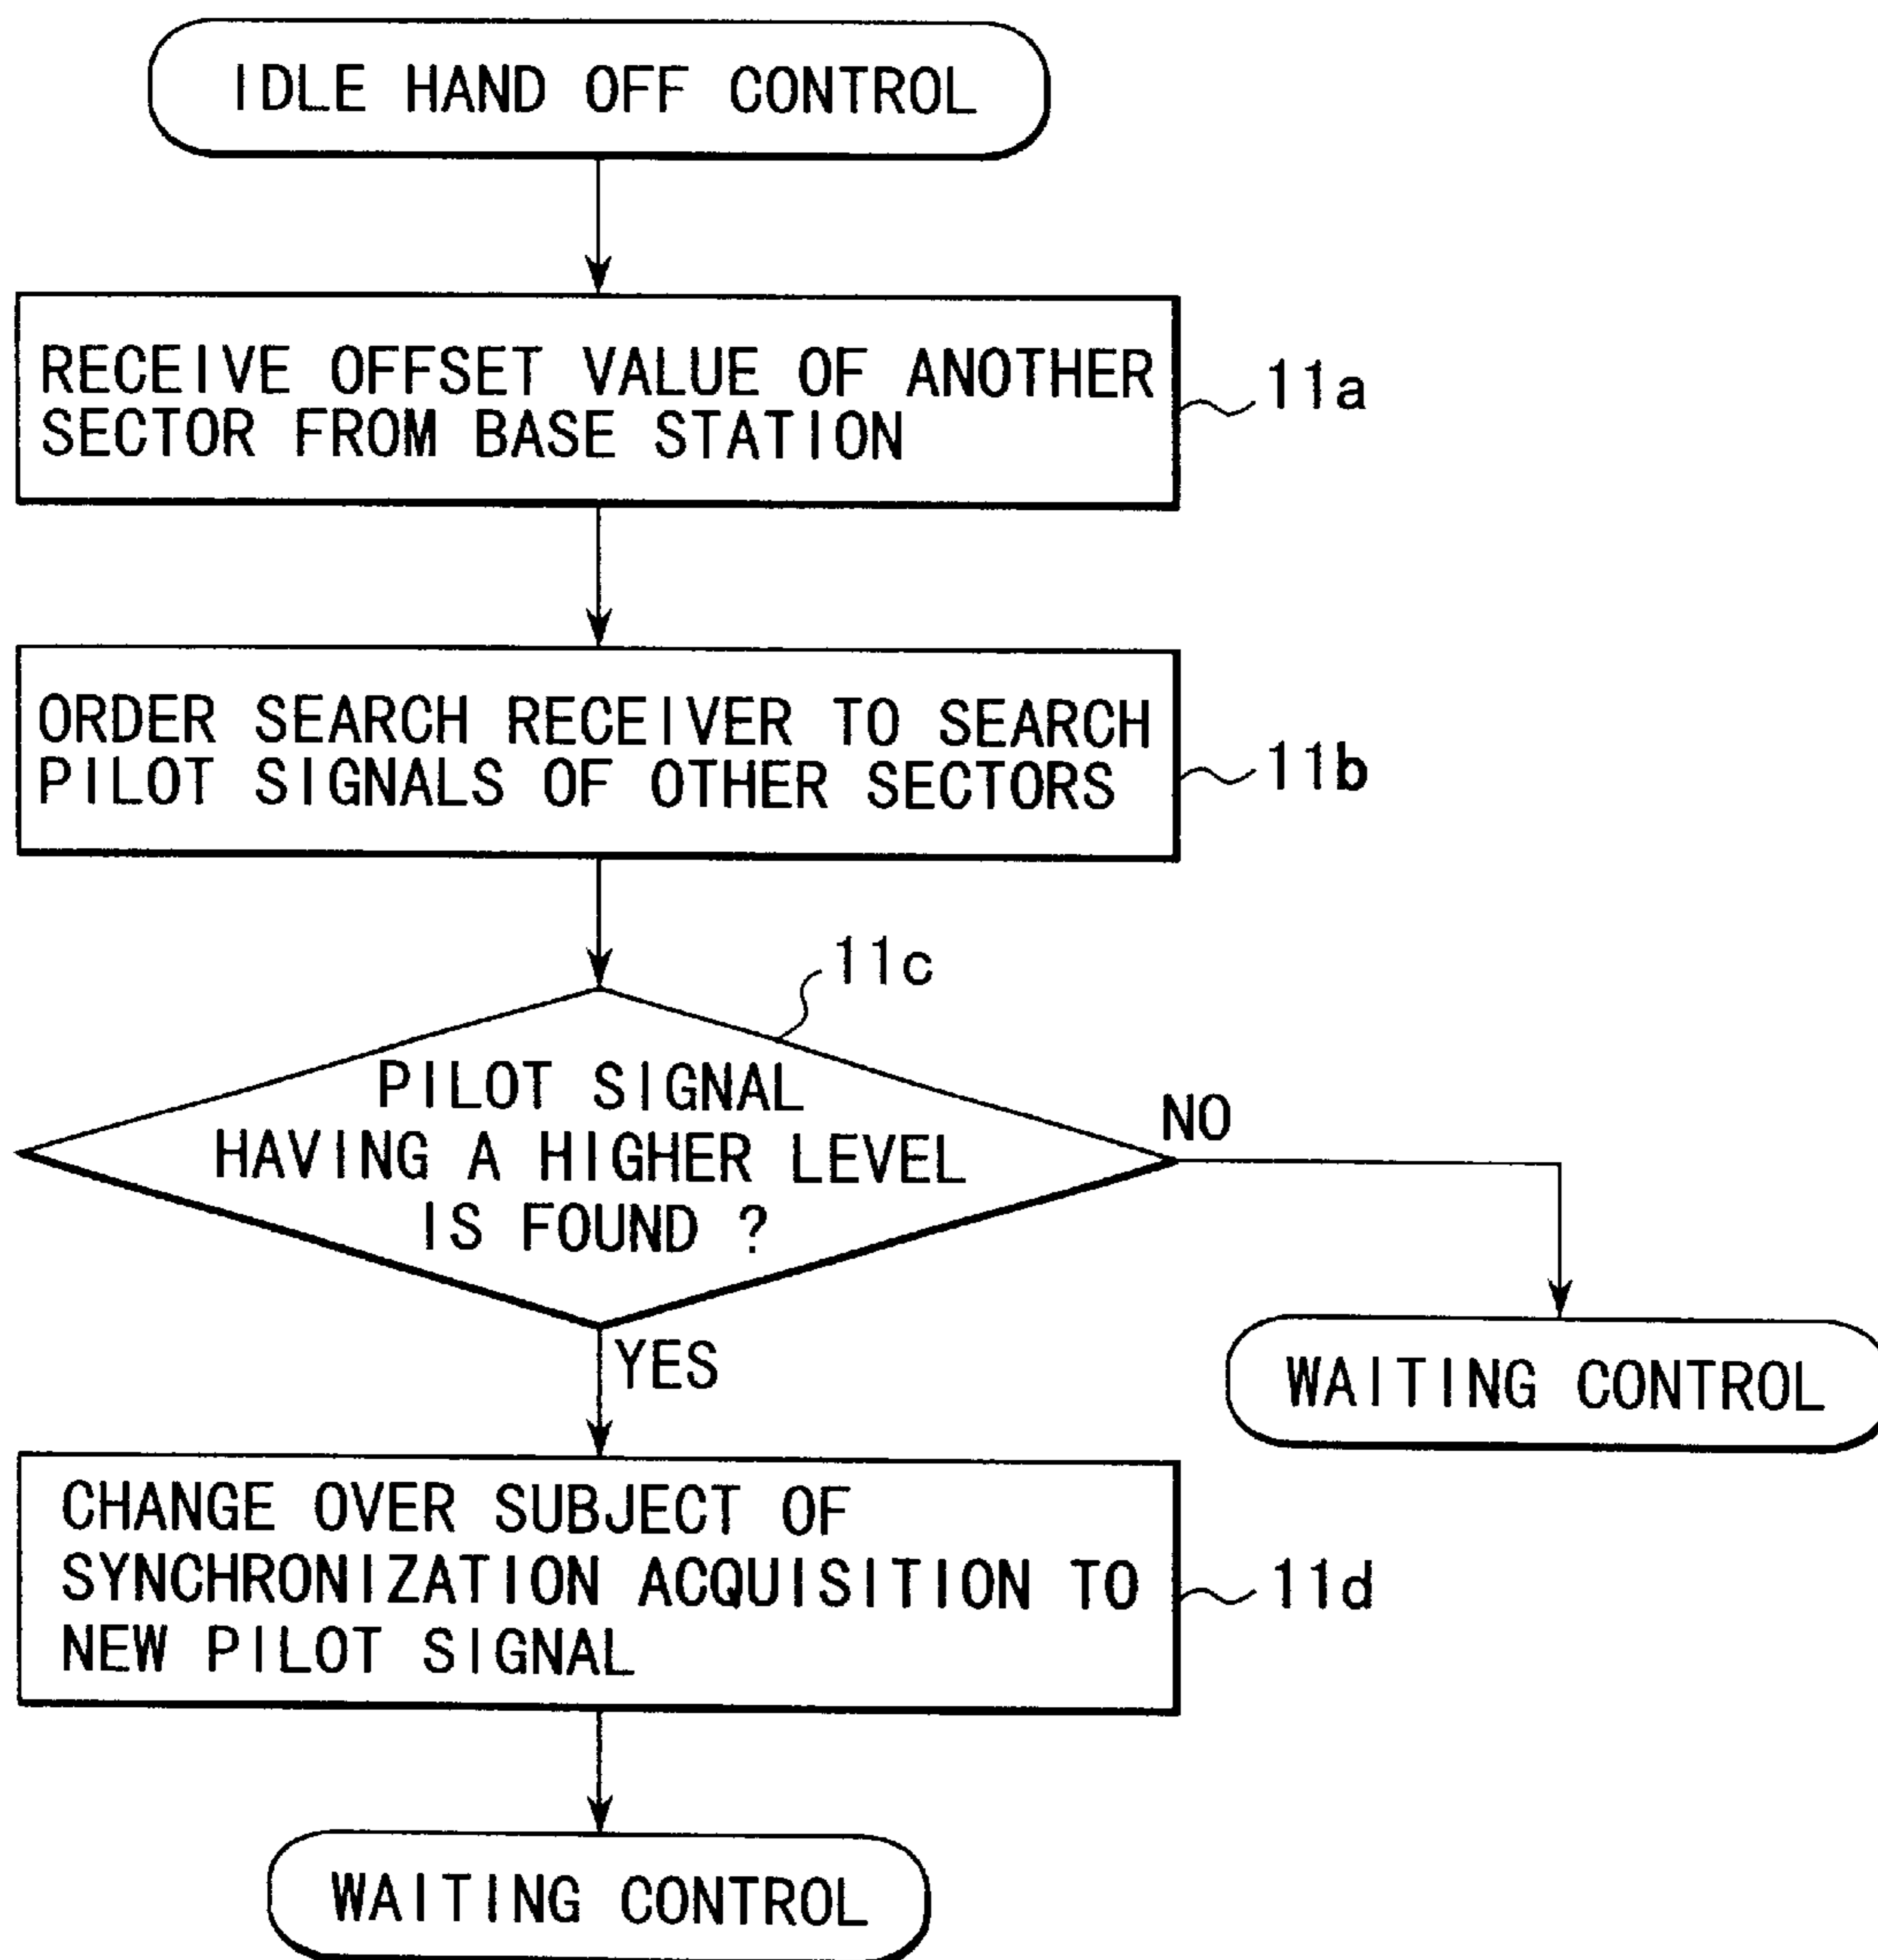 IDLE HAND OFF CONTROL
RECEIVE OFFSET VALUE OF ANOTHER
SECTOR FROM BASE STATION
11a
ORDER SEARCH RECEIVER TO SEARCH
PILOT SIGNALS OF OTHER SECTORS
11b
11c
PILOT SIGNAL
HAVING A HIGHER LEVEL
IS FOUND ?
NO
YES
WAITING CONTROL
CHANGE OVER SUBJECT OF
SYNCHRONIZATION ACQUISITION TO
NEW PILOT SIGNAL
11d
WAITING CONTROL